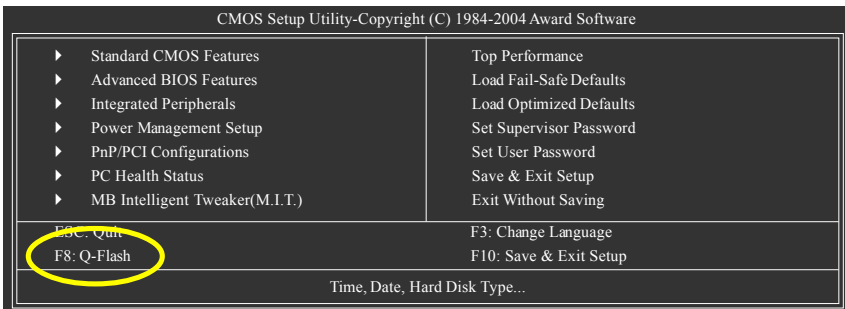 CMOS Setup Utility-Copyright (C) 1984-2004 Award Software
Standard CMOS Features
Advanced BIOS Features
Integrated Peripherals
Power Management Setup
PnP/PCI Configurations
PC Health Status
MB Intelligent Tweaker(M.I.T.)
Top Performance
Load Fail-Safe Defaults
Load Optimized Defaults
Set Supervisor Password
Set User Password
Save & Exit Setup
Exit Without Saving
ESC: Quit
F8: Q-Flash
F3: Change Language
F10: Save & Exit Setup
Time, Date, Hard Disk Type...